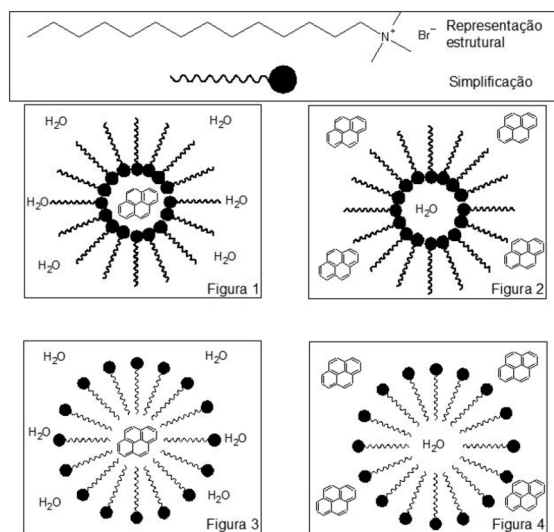 N⁺
Br⁻
Representação
estrutural
Simplificação
H₂O
H₂O
H₂O
H₂O
H₂O
H₂O
Figura 1
H₂O
Figura 2
H₂O
H₂O
H₂O
H₂O
H₂O
H₂O
Figura 3
H₂O
Figura 4